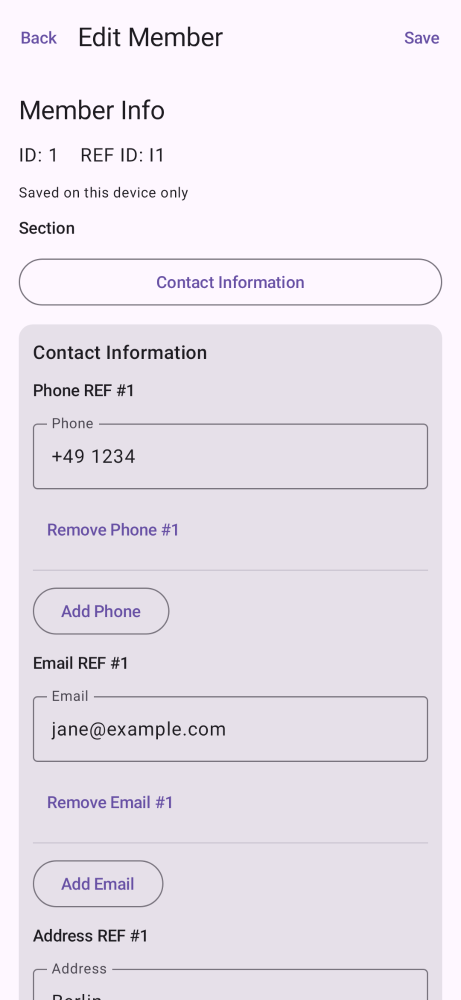 Back Edit Member Save
Member Info
ID: 1 REF ID: I1
Saved on this device only
Section
Contact Information
Contact Information
Phone REF #1
Phone
+49 1234
Remove Phone #1
Add Phone
Email REF #1
Email
jane@example.com
Remove Email #1
Add Email
Address REF #1
Address
Berlin